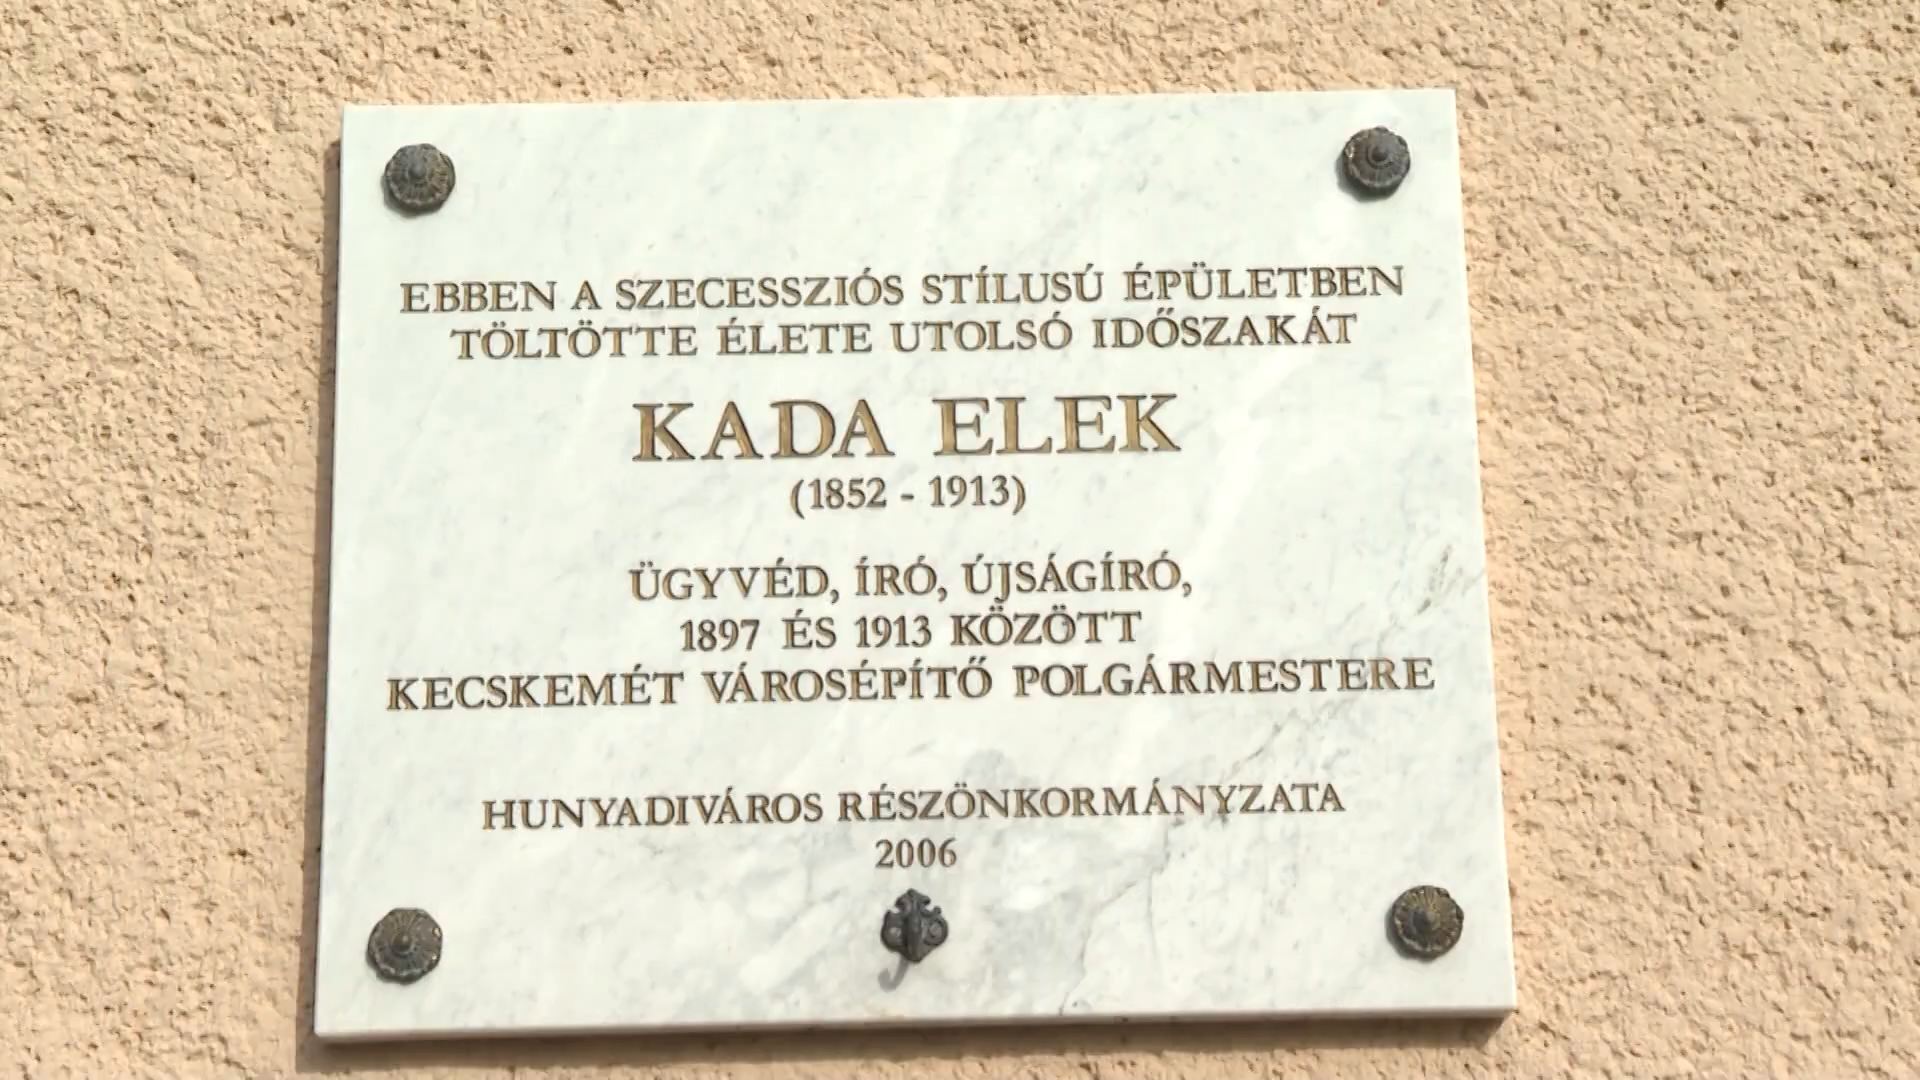 EBBEN A SZECESSZIÓS STÍLUSÚ ÉPÜLETBEN
TÖLTÖTTE ÉLETE UTOLSÓ IDŐSZAKÁT
KADA ELEK
(1852 - 1913)
ÜGYVÉD, ÍRÓ, ÚJSÁGÍRÓ,
1897 ÉS 1913 KÖZÖTT
KECSKEMÉT VÁROSÉPÍTŐ POLGÁRMESTERE
HUNYADIVÁROS RÉSZÖNKORMÁNYZATA
2006